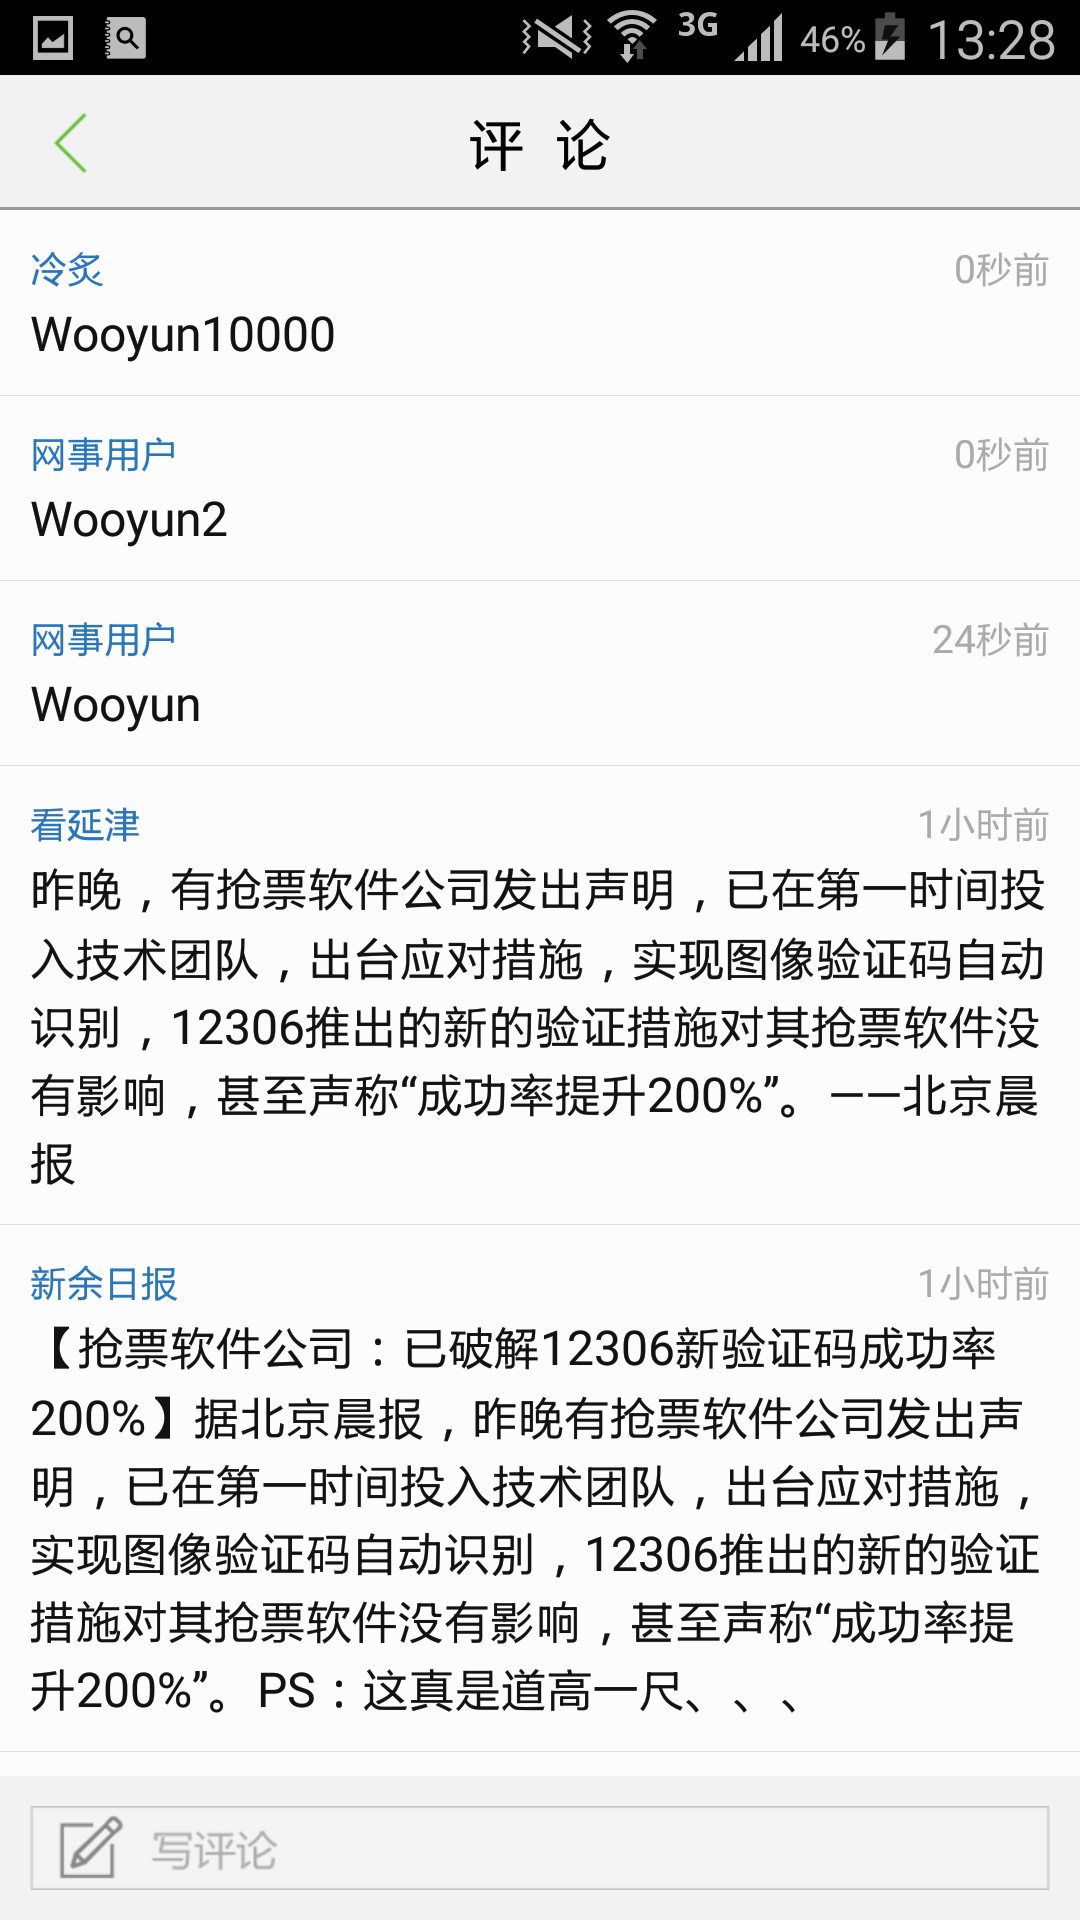 3G 46% 13:28
评 论
冷炙 0秒前
Wooyun10000
网事用户 0秒前
Wooyun2
网事用户 24秒前
Wooyun
看延津 1小时前
昨晚，有抢票软件公司发出声明，已在第一时间投
入技术团队，出台应对措施，实现图像验证码自动
识别，12306推出的新的验证措施对其抢票软件没
有影响，甚至声称“成功率提升200%”。——北京晨
报
新余日报 1小时前
【抢票软件公司：已破解12306新验证码成功率
200%】据北京晨报，昨晚有抢票软件公司发出声
明，已在第一时间投入技术团队，出台应对措施，
实现图像验证码自动识别，12306推出的新的验证
措施对其抢票软件没有影响，甚至声称“成功率提
升200%”。PS：这真是道高一尺、、、
写评论